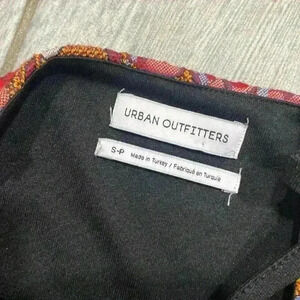 URBAN OUTFITTERS
S-P Made in Turkey / Fabriqué en Turquie